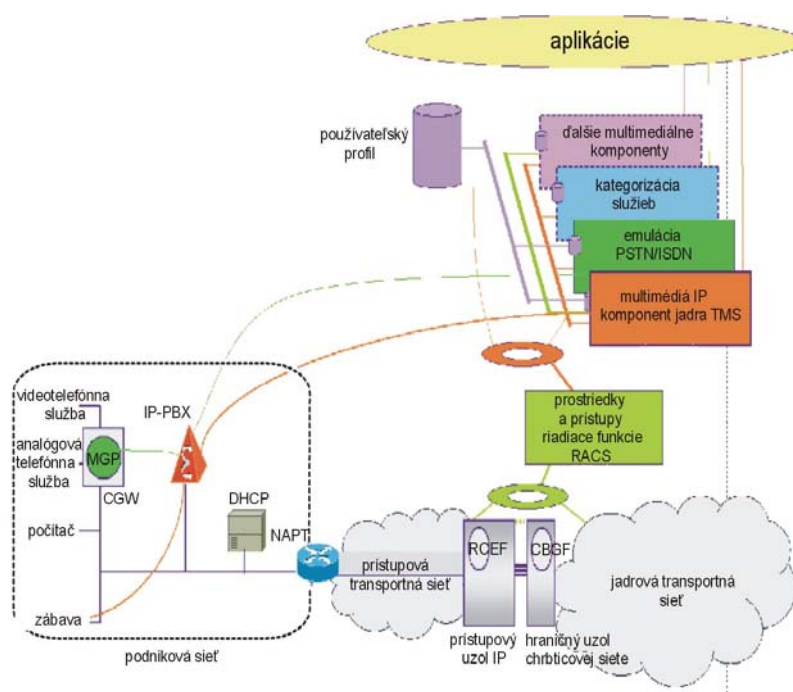 aplikácie
používateľský
profil
ďalšie multimediálne
komponenty
kategorizácia
služieb
emulácia
PSTN/ISDN
multimédiá IP
komponent jadra TMS
prostriedky
a prístupy
riadiace funkcie
RACS
videotelefónna
služba
IP-PBX
analógová
telefónna
služba
MGP
CGW
DHCP
NAPT
počítač
zábava
podniková sieť
prístupová
transportná sieť
RCEF
CBGF
jadrová transportná
sieť
prístupový
uzol IP
hraničný uzol
chrbticovej siete